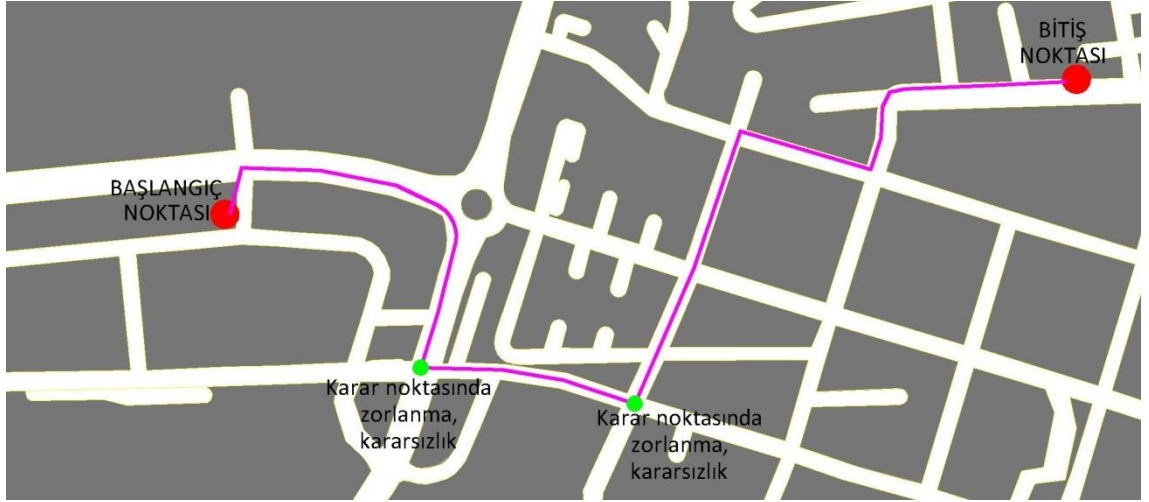 BİTİŞ
NOKTASI
BAŞLANGIÇ
NOKTASI
Karar noktasında
zorlanma,
kararsızlık
Karar noktasında
zorlanma,
kararsızlık